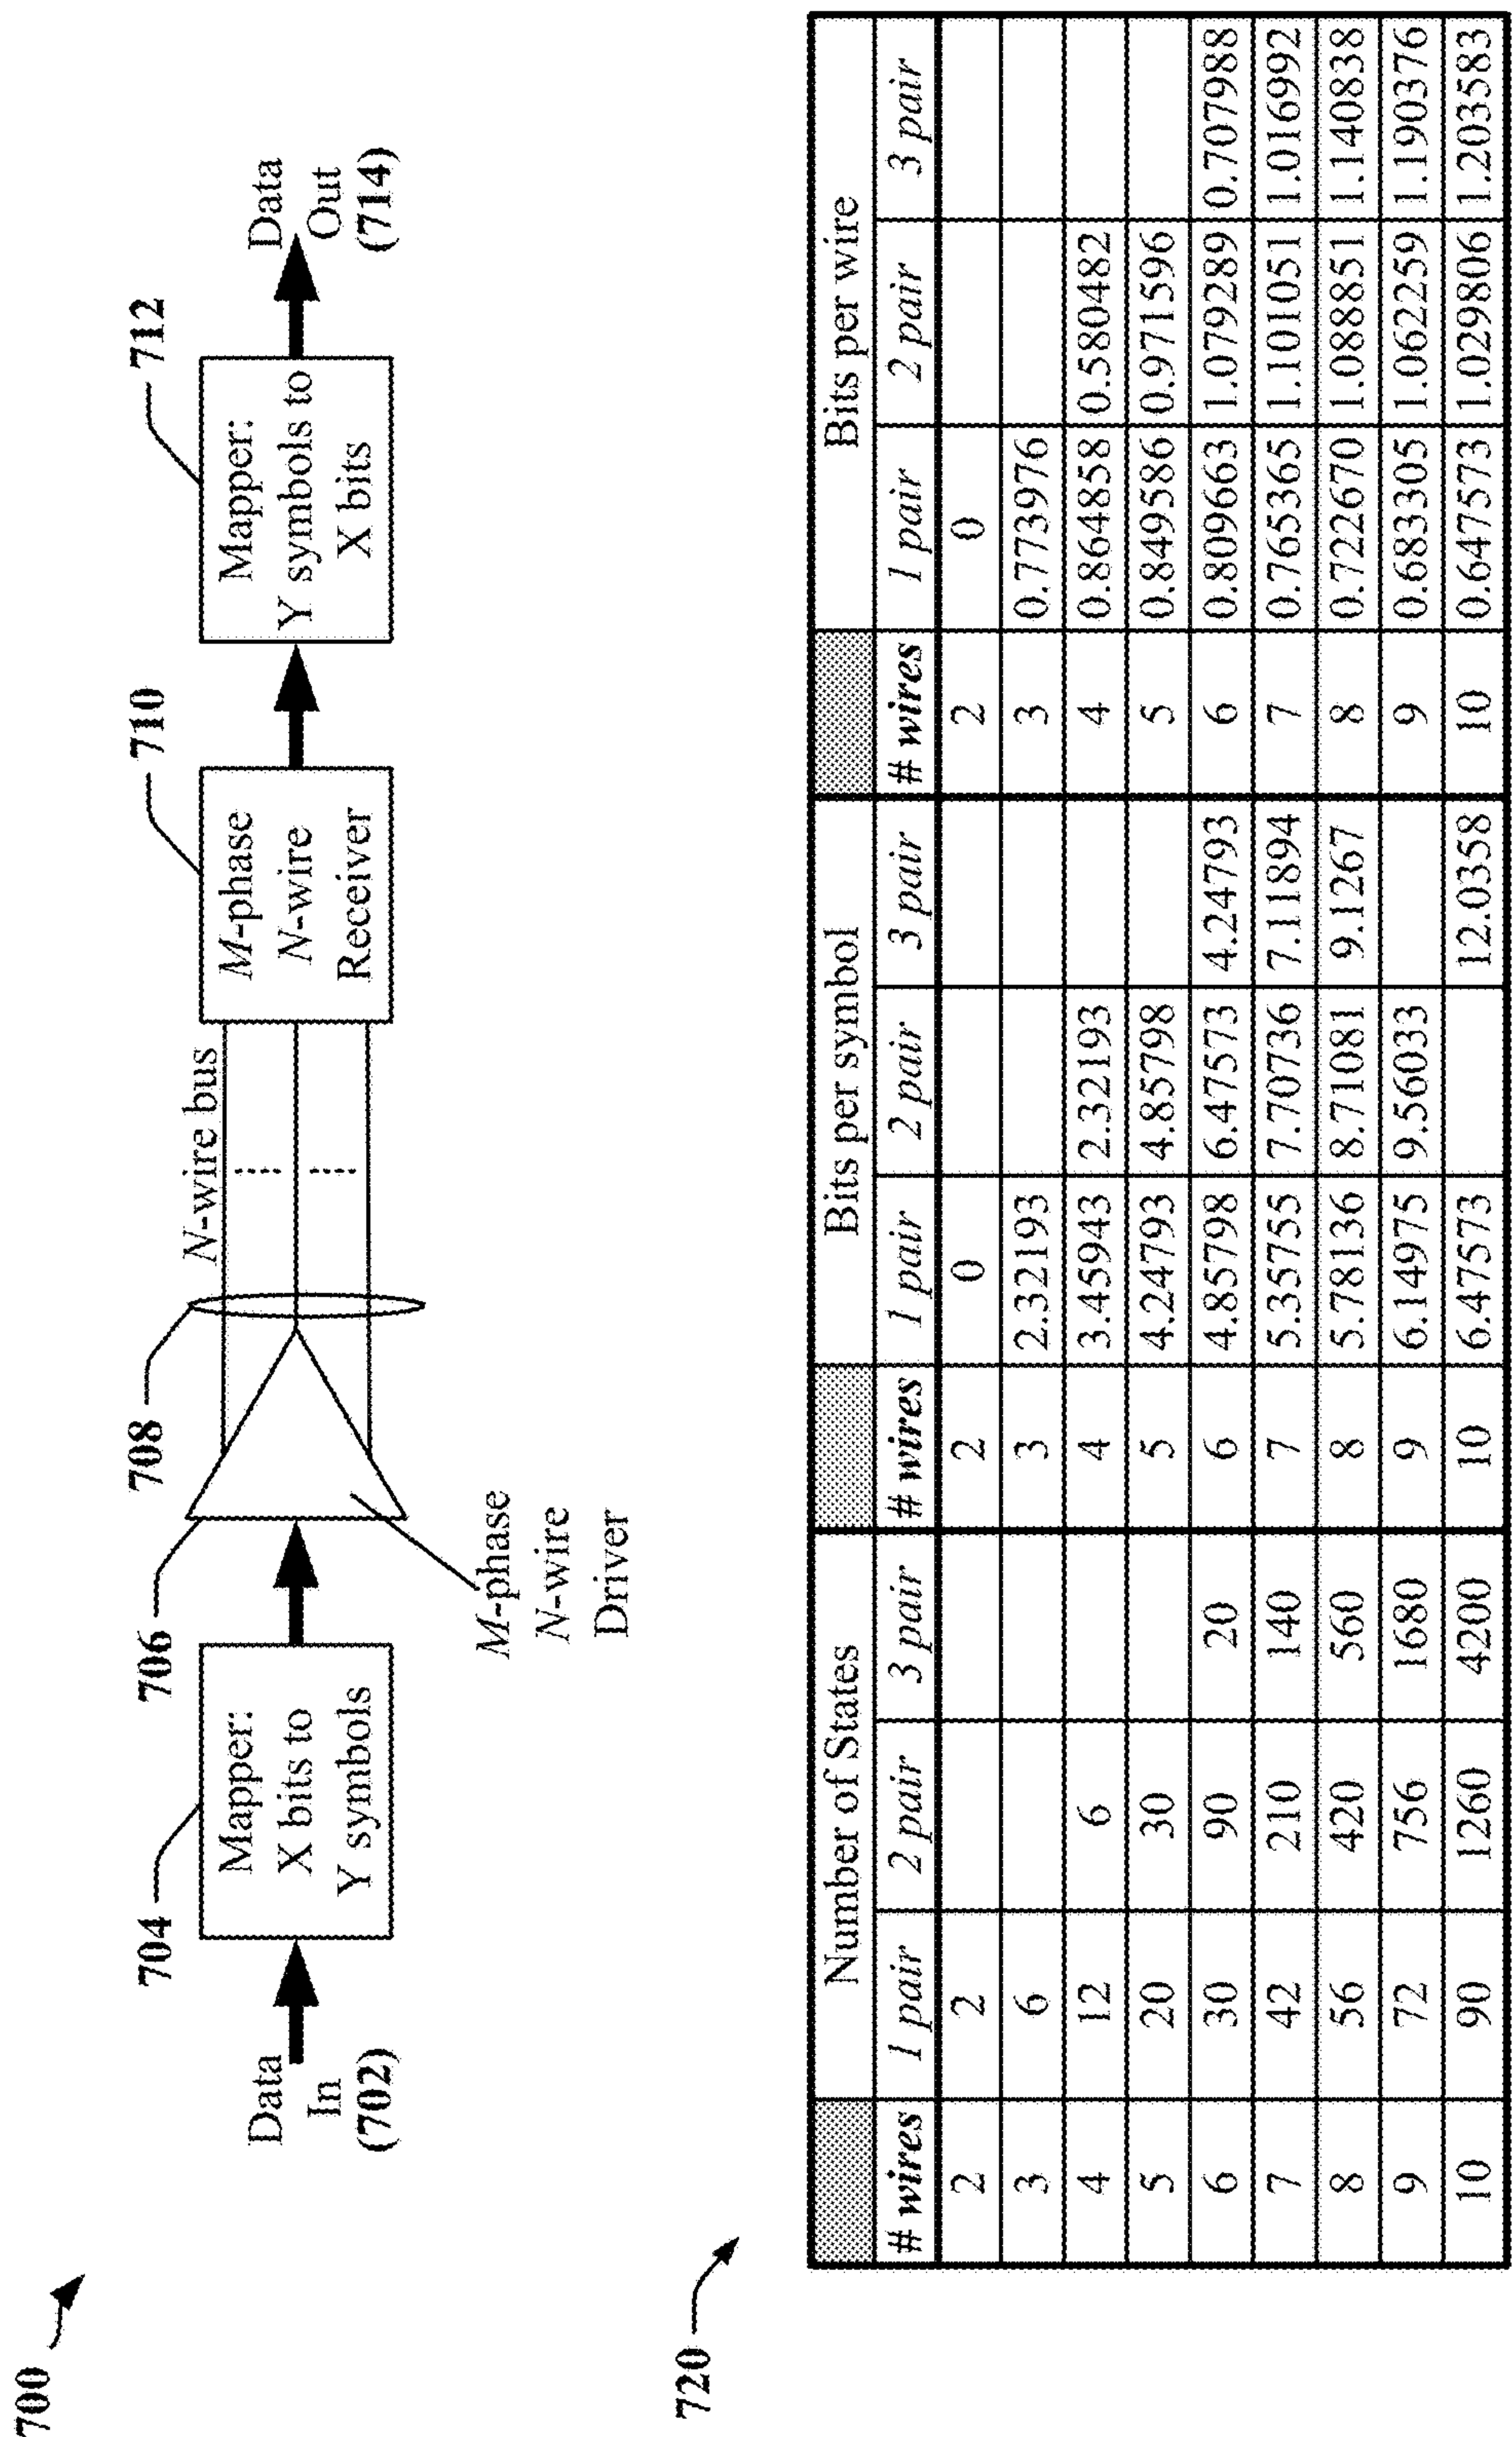 700
704
706
708
710
712
Data
In
(702)
Mapper:
X bits to
Y symbols
M-phase
N-wire
Driver
N-wire bus
M-phase
N-wire
Receiver
Mapper:
Y symbols to
X bits
Data
Out
(714)
720
Number of States Bits per symbol Bits per wire
# wires 1 pair 2 pair 3 pair # wires 1 pair 2 pair 3 pair # wires 1 pair 2 pair 3 pair
2 2 2 0 2 0
3 6 3 2.32193 3 0.773976
4 12 6 4 3.45943 2.32193 4 0.864858 0.580482
5 20 30 5 4.24793 4.85798 5 0.849586 0.971596
6 30 90 20 6 4.85798 6.47573 4.24793 6 0.809663 1.079289 0.707988
7 42 210 140 7 5.35755 7.70736 7.11894 7 0.765365 1.101051 1.016992
8 56 420 560 8 5.78136 8.71081 9.1267 8 0.722670 1.088851 1.140838
9 72 756 1680 9 6.14975 9.56033 9 0.683305 1.062259 1.190376
10 90 1260 4200 10 6.47573 12.0358 10 0.647573 1.029806 1.203583